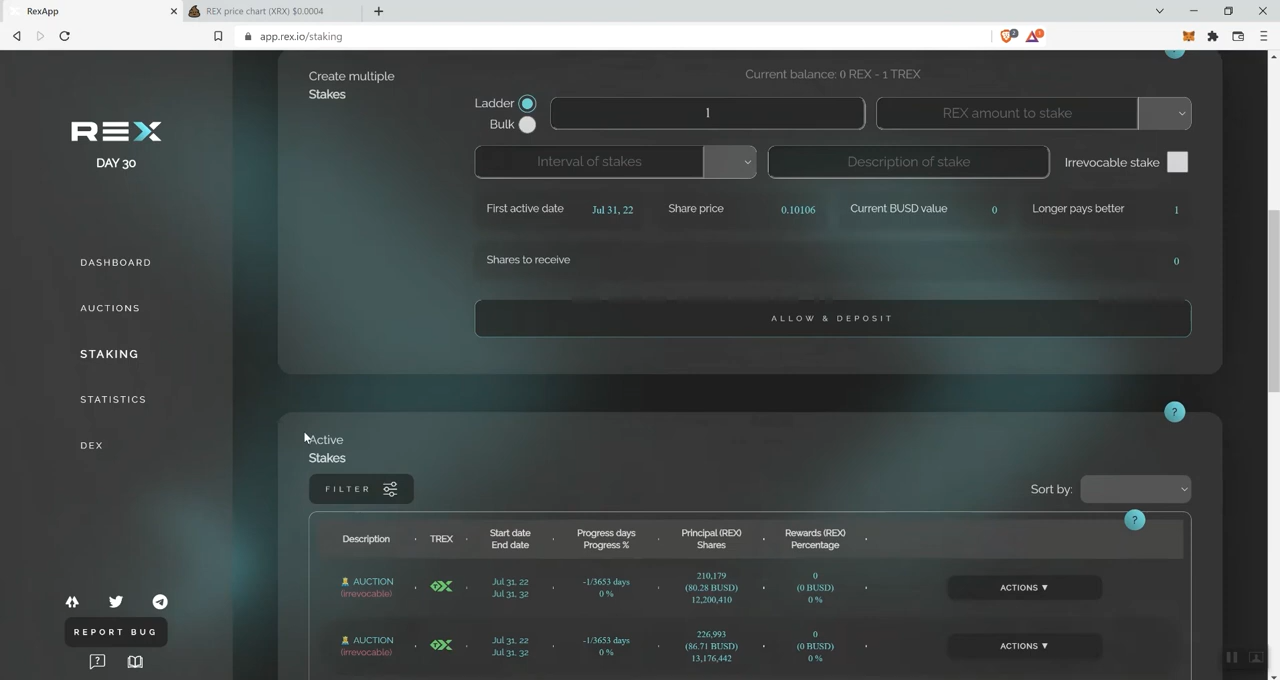 RexApp
REX price chart (XRX) $0.0004
app.rex.io/staking
2
1
REX
DAY 30
DASHBOARD
AUCTIONS
STAKING
STATISTICS
DEX
REPORT BUG
?
Create multiple
Stakes
Current balance: 0 REX - 1 TREX
Ladder
1
REX amount to stake
Bulk
Interval of stakes
Description of stake
Irrevocable stake
First active date
Jul 31, 22
Share price
0.10106
Current BUSD value
0
Longer pays better
1
Shares to receive
0
ALLOW & DEPOSIT
?
Active
Stakes
FILTER
Sort by:
?
Description
TREX
Start date
End date
Progress days
Progress %
Principal (REX)
Shares
Rewards (REX)
Percentage
AUCTION
(irrevocable)
Jul 31, 22
Jul 31, 32
-1/3653 days
0 %
210,179
(80.28 BUSD)
12,200,410
0
(0 BUSD)
0 %
ACTIONS ▼
AUCTION
(irrevocable)
Jul 31, 22
Jul 31, 32
-1/3653 days
0 %
226,993
(86.71 BUSD)
13,176,442
0
(0 BUSD)
0 %
ACTIONS ▼